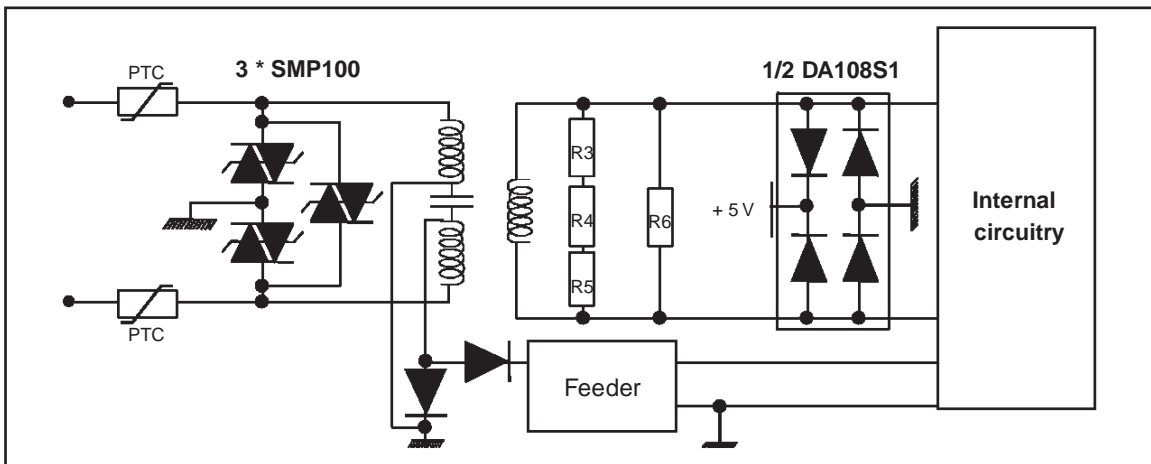 PTC
3 * SMP100
1/2 DA108S1
R3
R4
R6
R5
+ 5 V
Internal
circuitry
PTC
Feeder